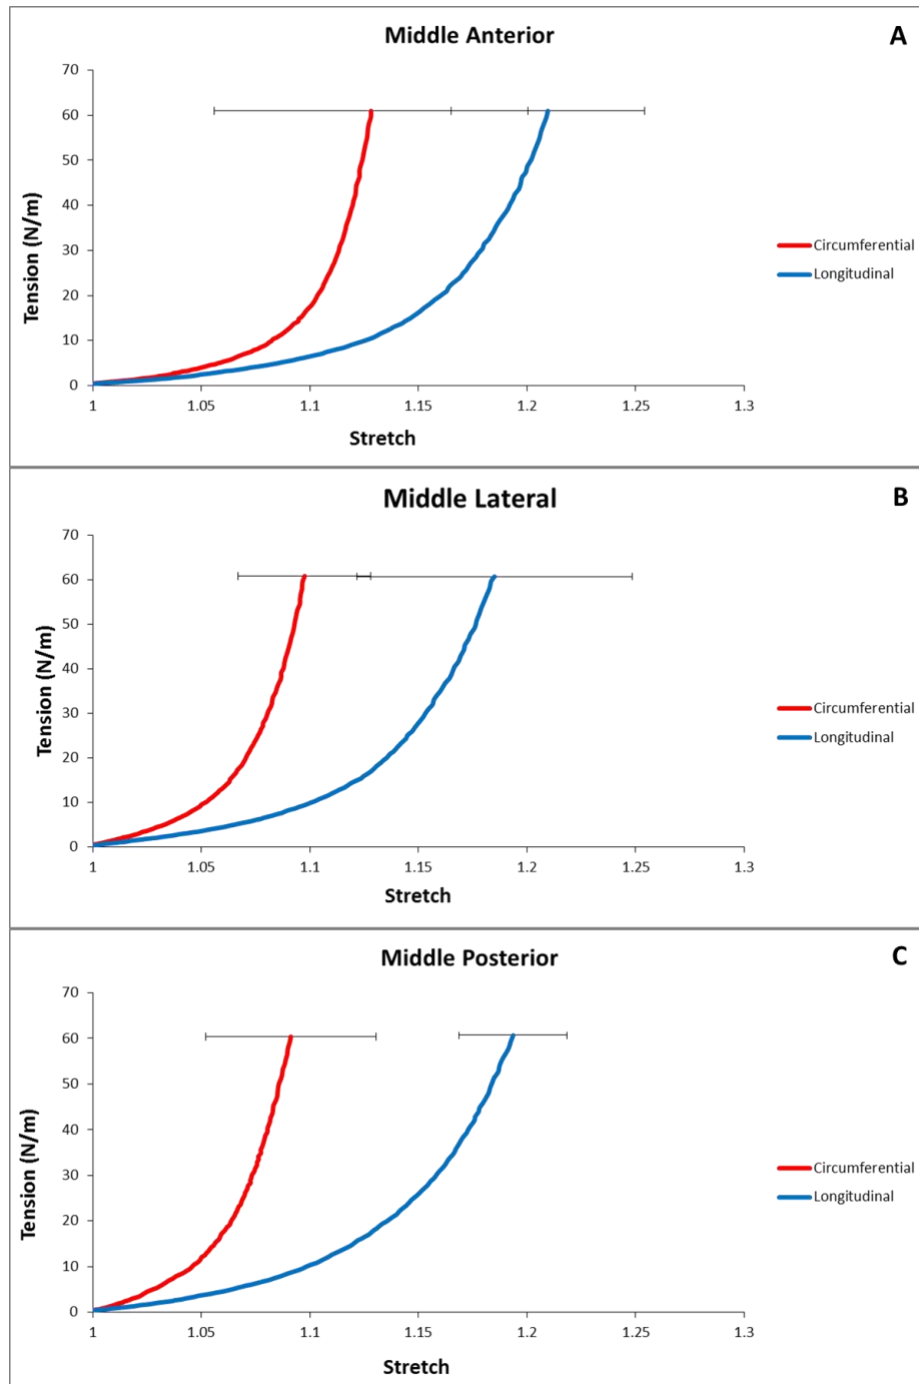 Middle Anterior
A
70
60
50
40
30
20
10
0
Tension (N/m)
1
1.05
1.1
1.15
1.2
1.25
1.3
Stretch
Circumferential
Longitudinal
Middle Lateral
B
70
60
50
40
30
20
10
0
Tension (N/m)
1
1.05
1.1
1.15
1.2
1.25
1.3
Stretch
Circumferential
Longitudinal
Middle Posterior
C
70
60
50
40
30
20
10
0
Tension (N/m)
1
1.05
1.1
1.15
1.2
1.25
1.3
Stretch
Circumferential
Longitudinal